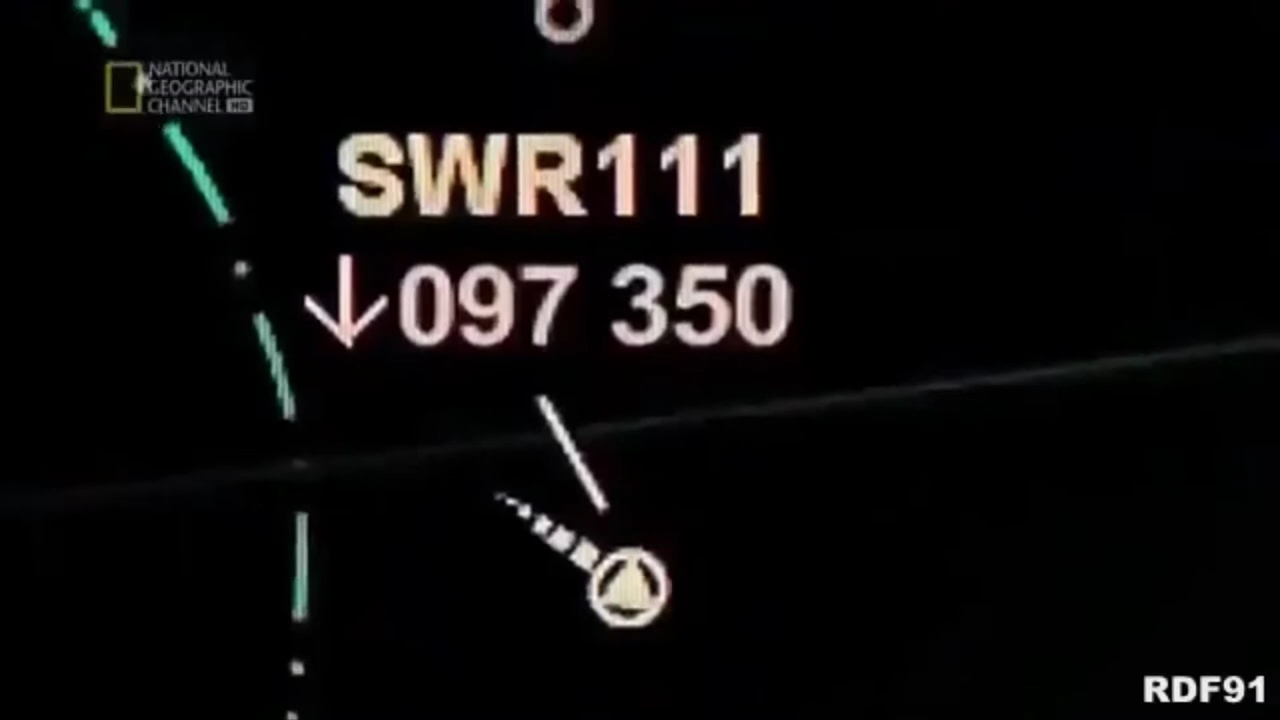 NATIONAL
GEOGRAPHIC
CHANNEL HD
SWR111
↓097 350
RDF91